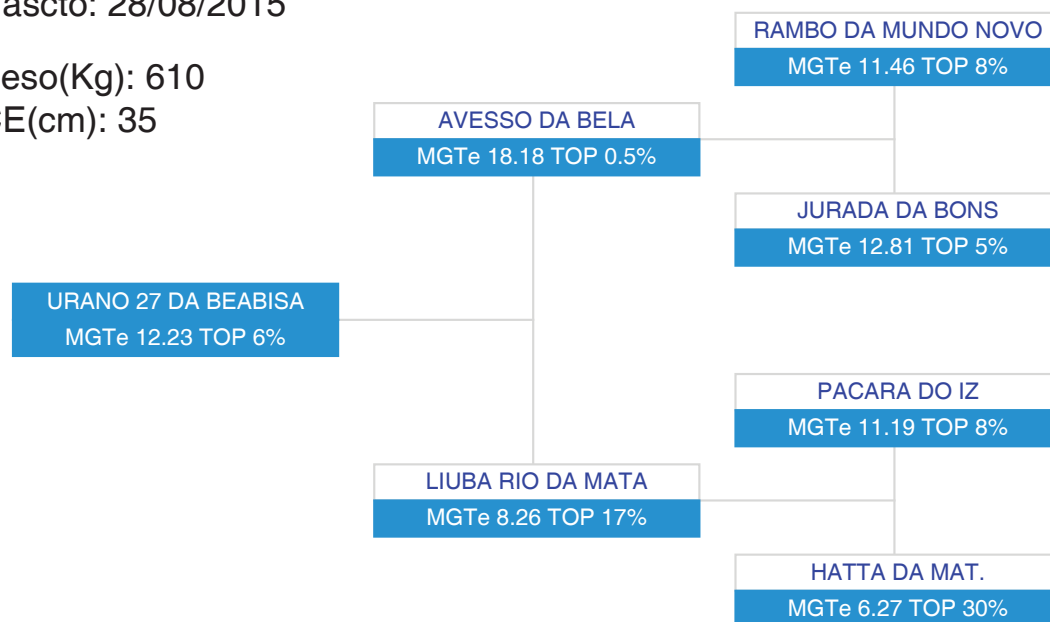 ascto: 28/08/2015
eso(Kg): 610
E(cm): 35
RAMBO DA MUNDO NOVO
MGTe 11.46 TOP 8%
AVESSO DA BELA
MGTe 18.18 TOP 0.5%
JURADA DA BONS
MGTe 12.81 TOP 5%
URANO 27 DA BEABISA
MGTe 12.23 TOP 6%
PACARA DO IZ
MGTe 11.19 TOP 8%
LIUBA RIO DA MATA
MGTe 8.26 TOP 17%
HATTA DA MAT.
MGTe 6.27 TOP 30%